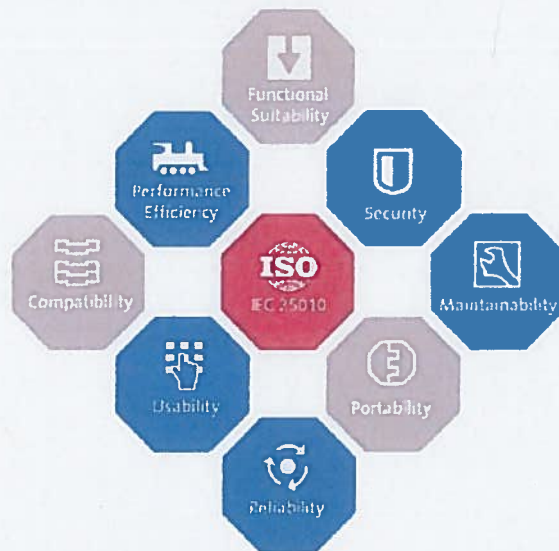 Functional
Suitability
Performance
Efficiency
Security
Compatibility
ISO
IEC 25010
Maintainability
Usability
Portability
Reliability